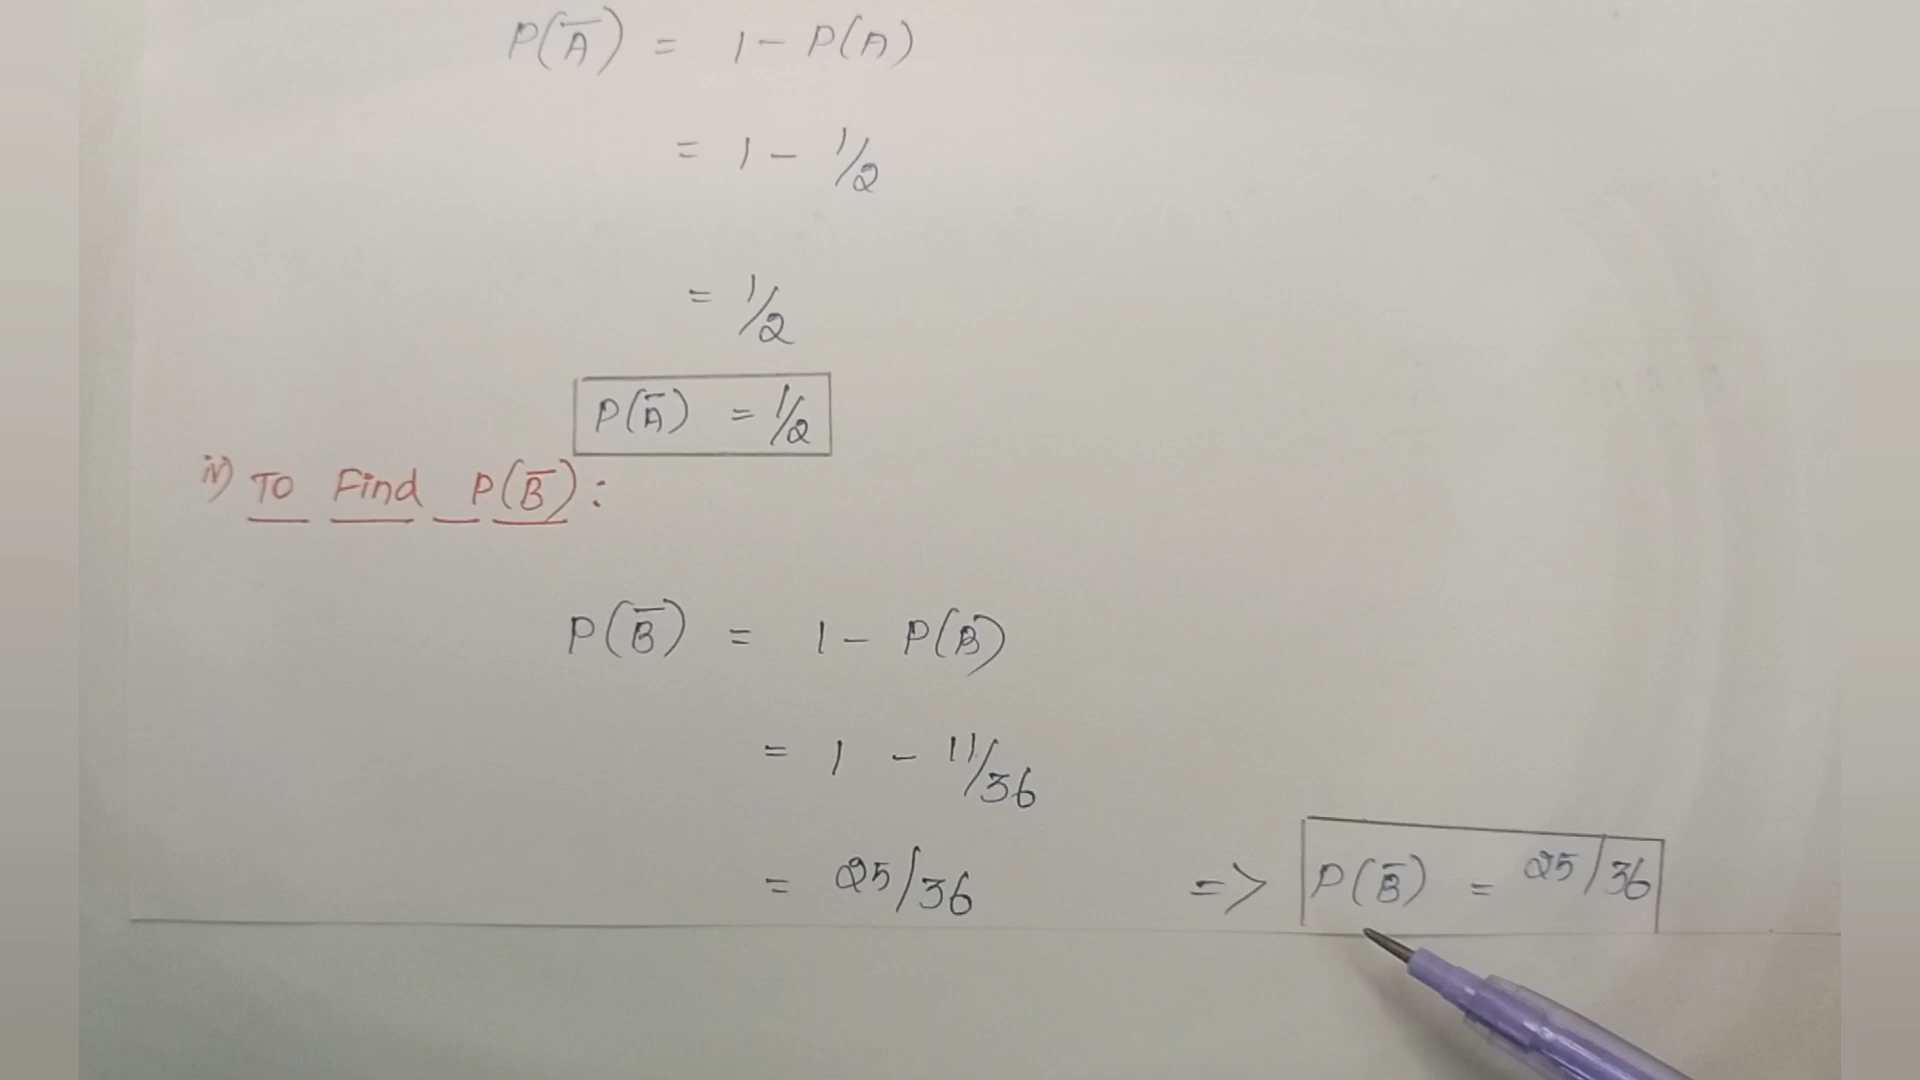 P(A̅) = 1 - P(A)
= 1 - 1/2
= 1/2
P(A̅) = 1/2
iv) To Find P(B̅):
P(B̅) = 1 - P(B)
= 1 - 11/36
= 25/36 => P(B̅) = 25/36